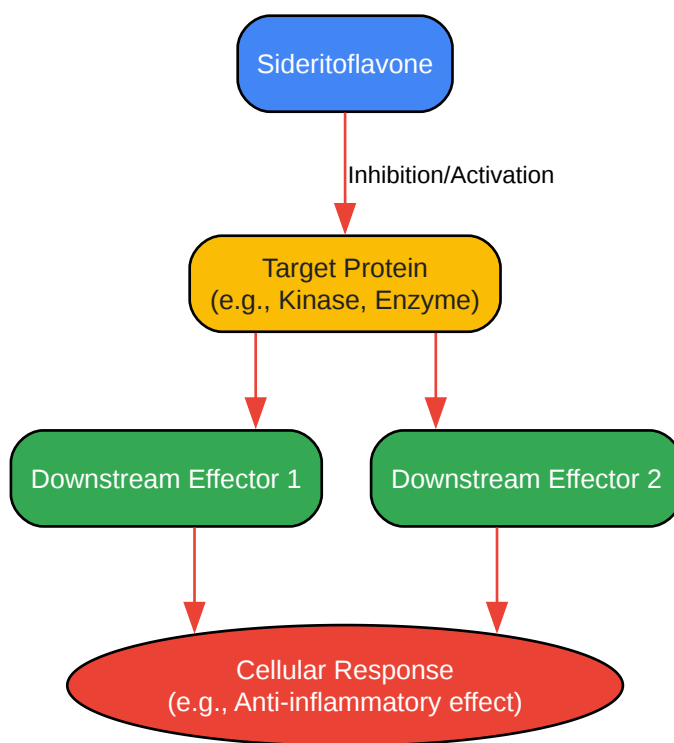 Sideritoflavone
Inhibition/Activation
Target Protein
(e.g., Kinase, Enzyme)
Downstream Effector 1
Downstream Effector 2
Cellular Response
(e.g., Anti-inflammatory effect)